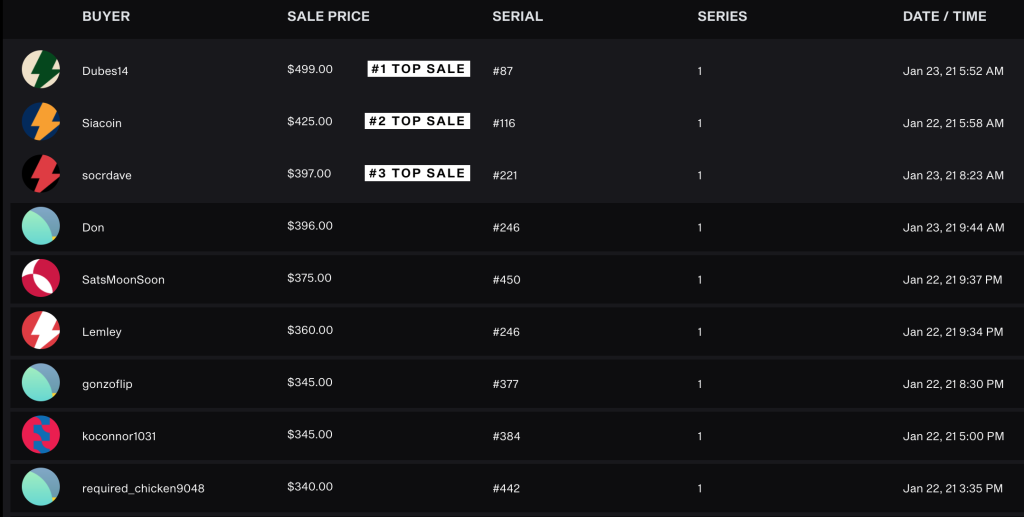 BUYER SALE PRICE SERIAL SERIES DATE / TIME
Dubes14 $499.00 #1 TOP SALE #87 1 Jan 23, 21 5:52 AM
Siacoin $425.00 #2 TOP SALE #116 1 Jan 22, 21 5:58 AM
socrdave $397.00 #3 TOP SALE #221 1 Jan 23, 21 8:23 AM
Don $396.00 #246 1 Jan 23, 21 9:44 AM
SatsMoonSoon $375.00 #450 1 Jan 22, 21 9:37 PM
Lemley $360.00 #246 1 Jan 22, 21 9:34 PM
gonzoflip $345.00 #377 1 Jan 22, 21 8:30 PM
koconnor1031 $345.00 #384 1 Jan 22, 21 5:00 PM
required_chicken9048 $340.00 #442 1 Jan 22, 21 3:35 PM